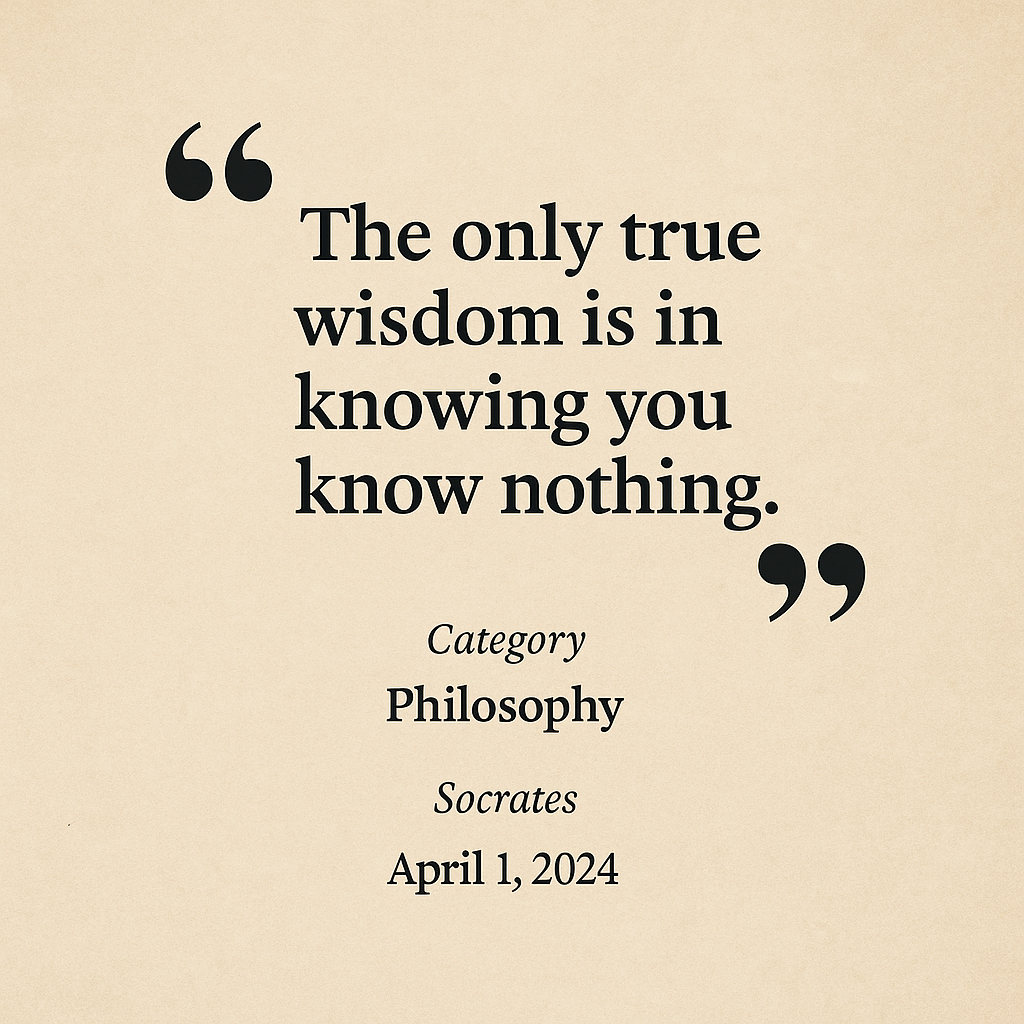 “ The only true
wisdom is in
knowing you
know nothing. ”
Category
Philosophy
Socrates
April 1, 2024